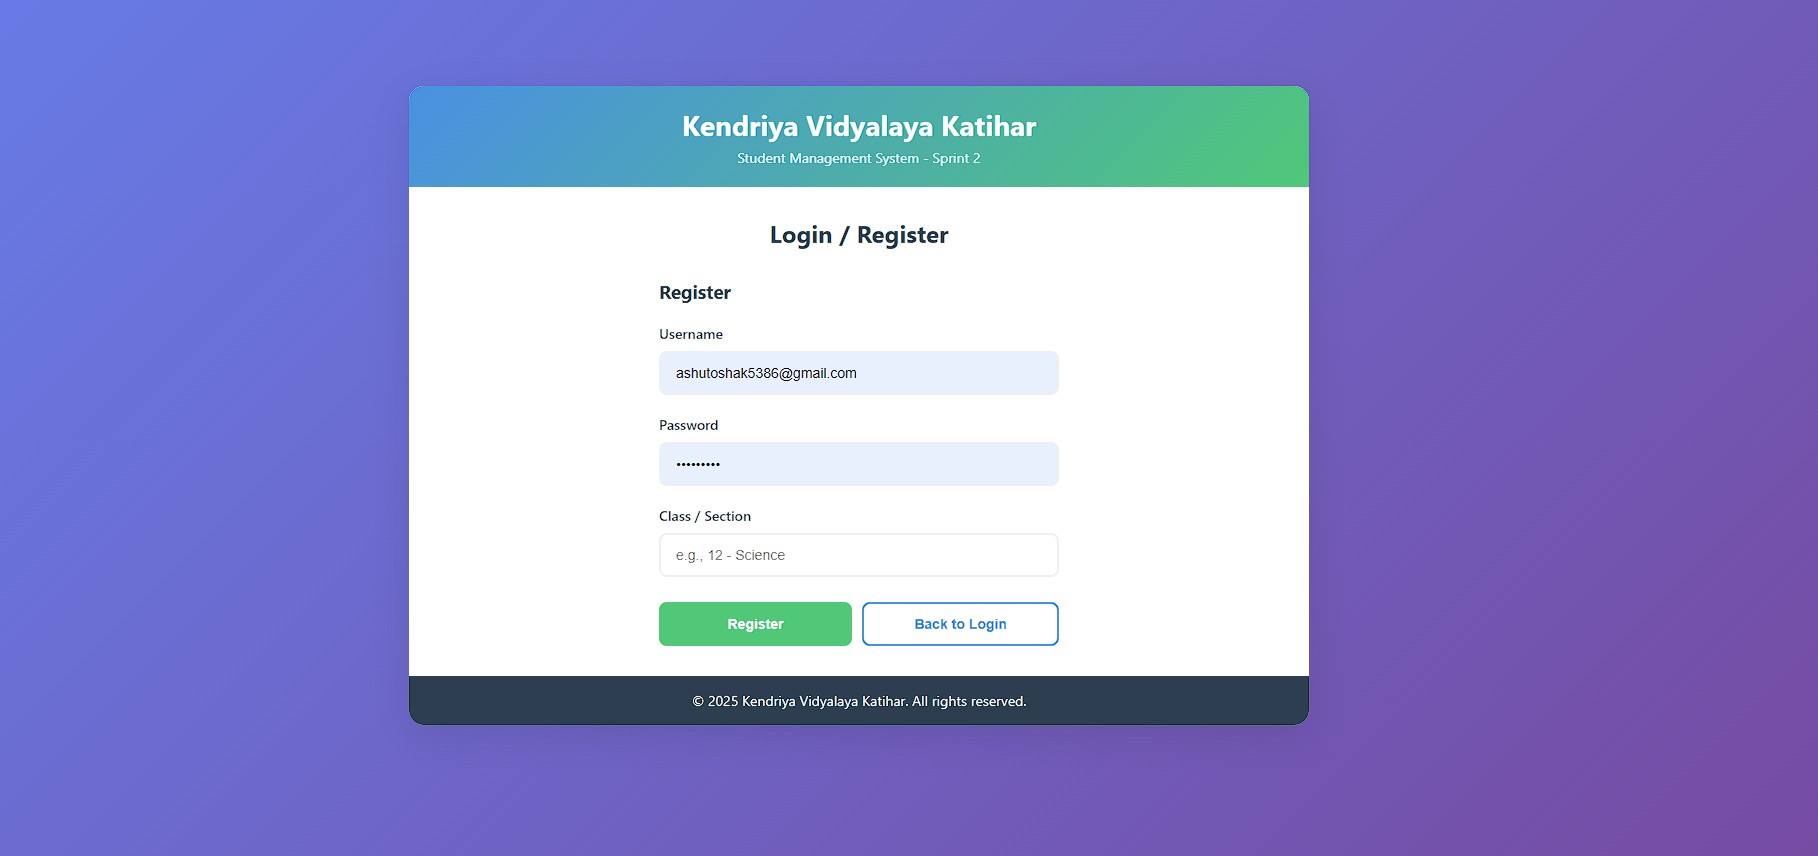 Kendriya Vidyalaya Katihar
Student Management System - Sprint 2
Login / Register
Register
Username
ashutoshak5386@gmail.com
Password
•••••••••
Class / Section
e.g., 12 - Science
Register
Back to Login
© 2025 Kendriya Vidyalaya Katihar. All rights reserved.